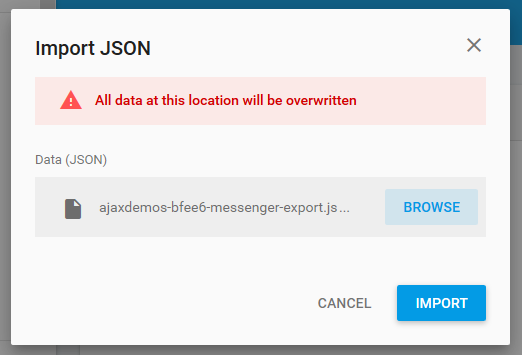 Import JSON
All data at this location will be overwritten
Data (JSON)
ajaxdemos-bfee6-messenger-export.js...
BROWSE
CANCEL
IMPORT